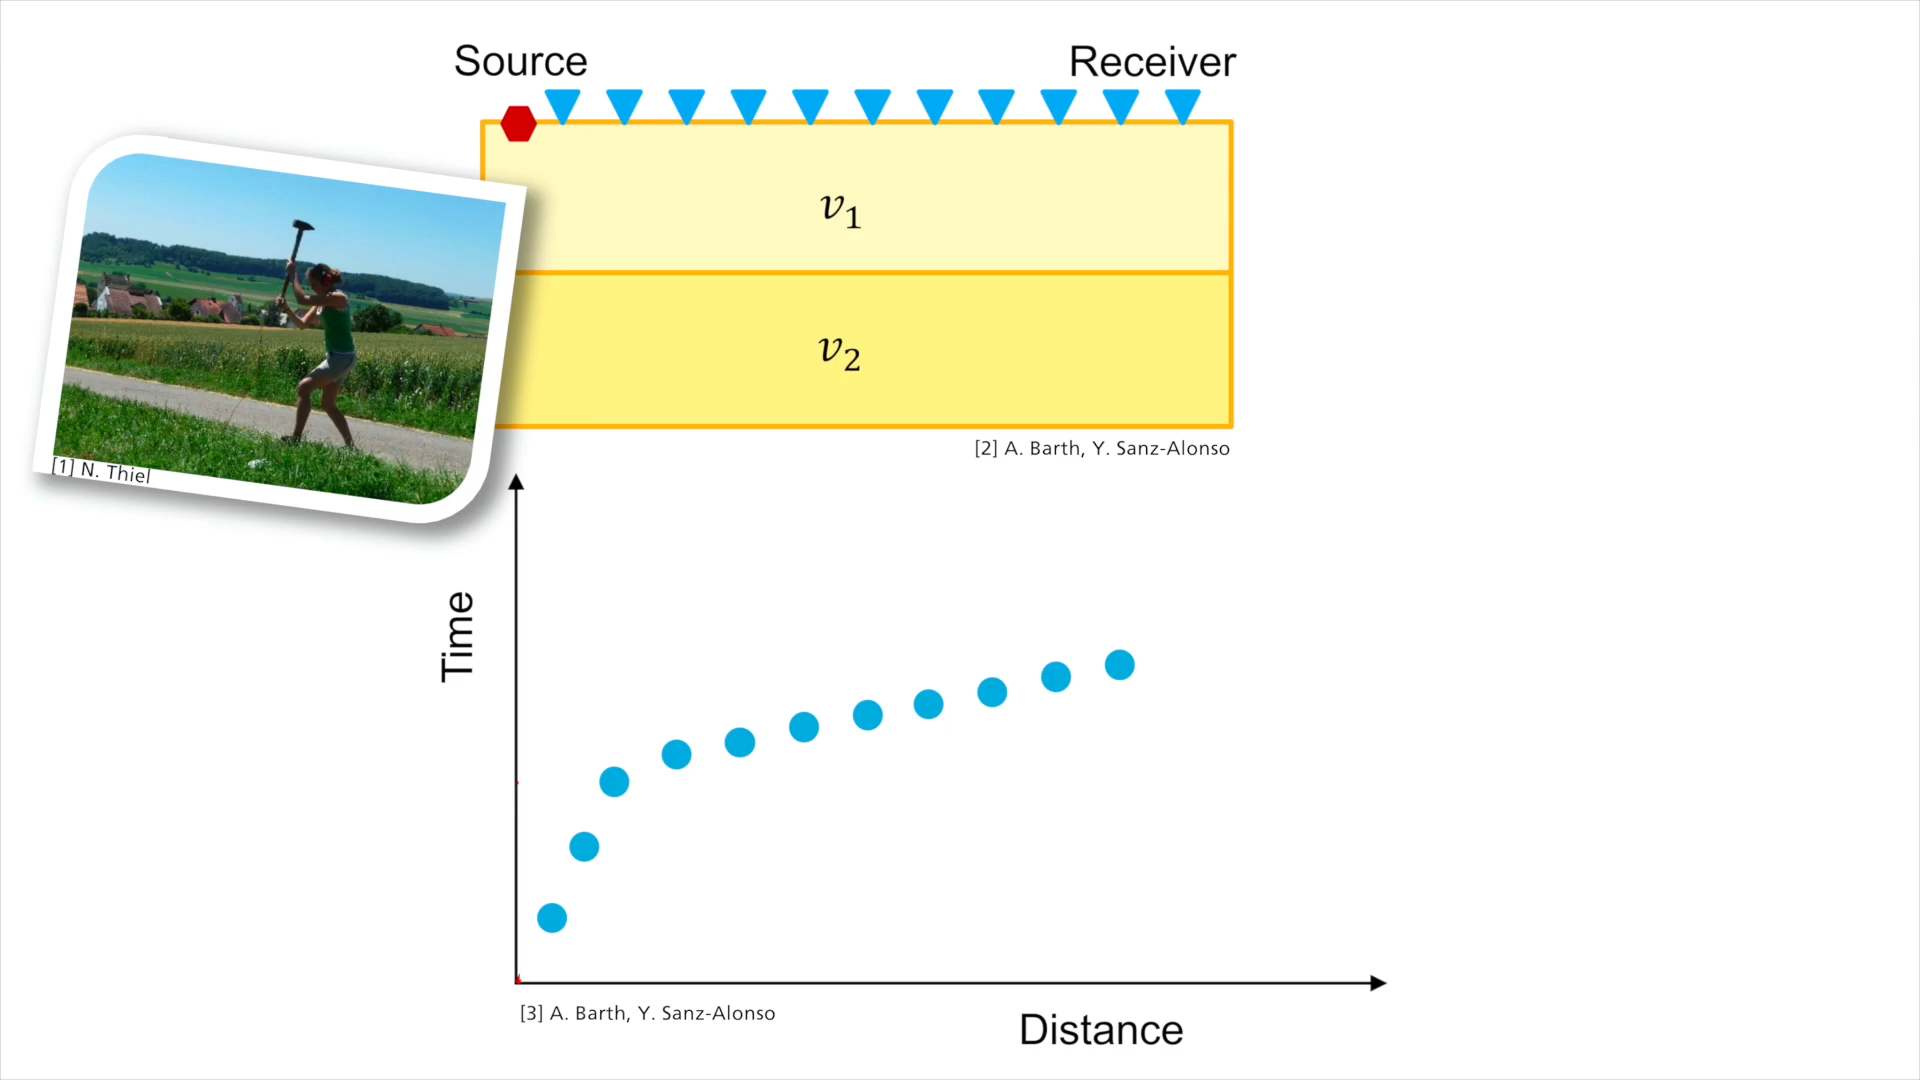 Source
Receiver
v1
v2
[1] N. Thiel
[2] A. Barth, Y. Sanz-Alonso
Time
[3] A. Barth, Y. Sanz-Alonso
Distance